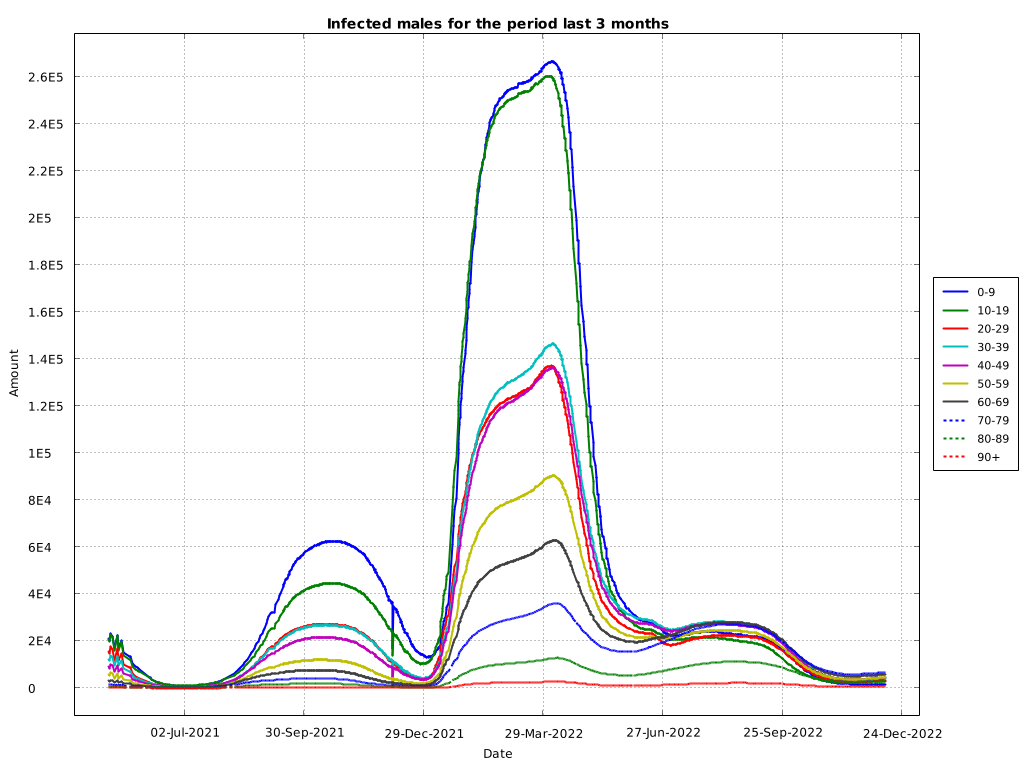 Infected males for the period last 3 months
Amount
2.6E5
2.4E5
2.2E5
2E5
1.8E5
1.6E5
1.4E5
1.2E5
1E5
8E4
6E4
4E4
2E4
0
02-Jul-2021 30-Sep-2021 29-Dec-2021 29-Mar-2022 27-Jun-2022 25-Sep-2022 24-Dec-2022
Date
0-9
10-19
20-29
30-39
40-49
50-59
60-69
70-79
80-89
90+